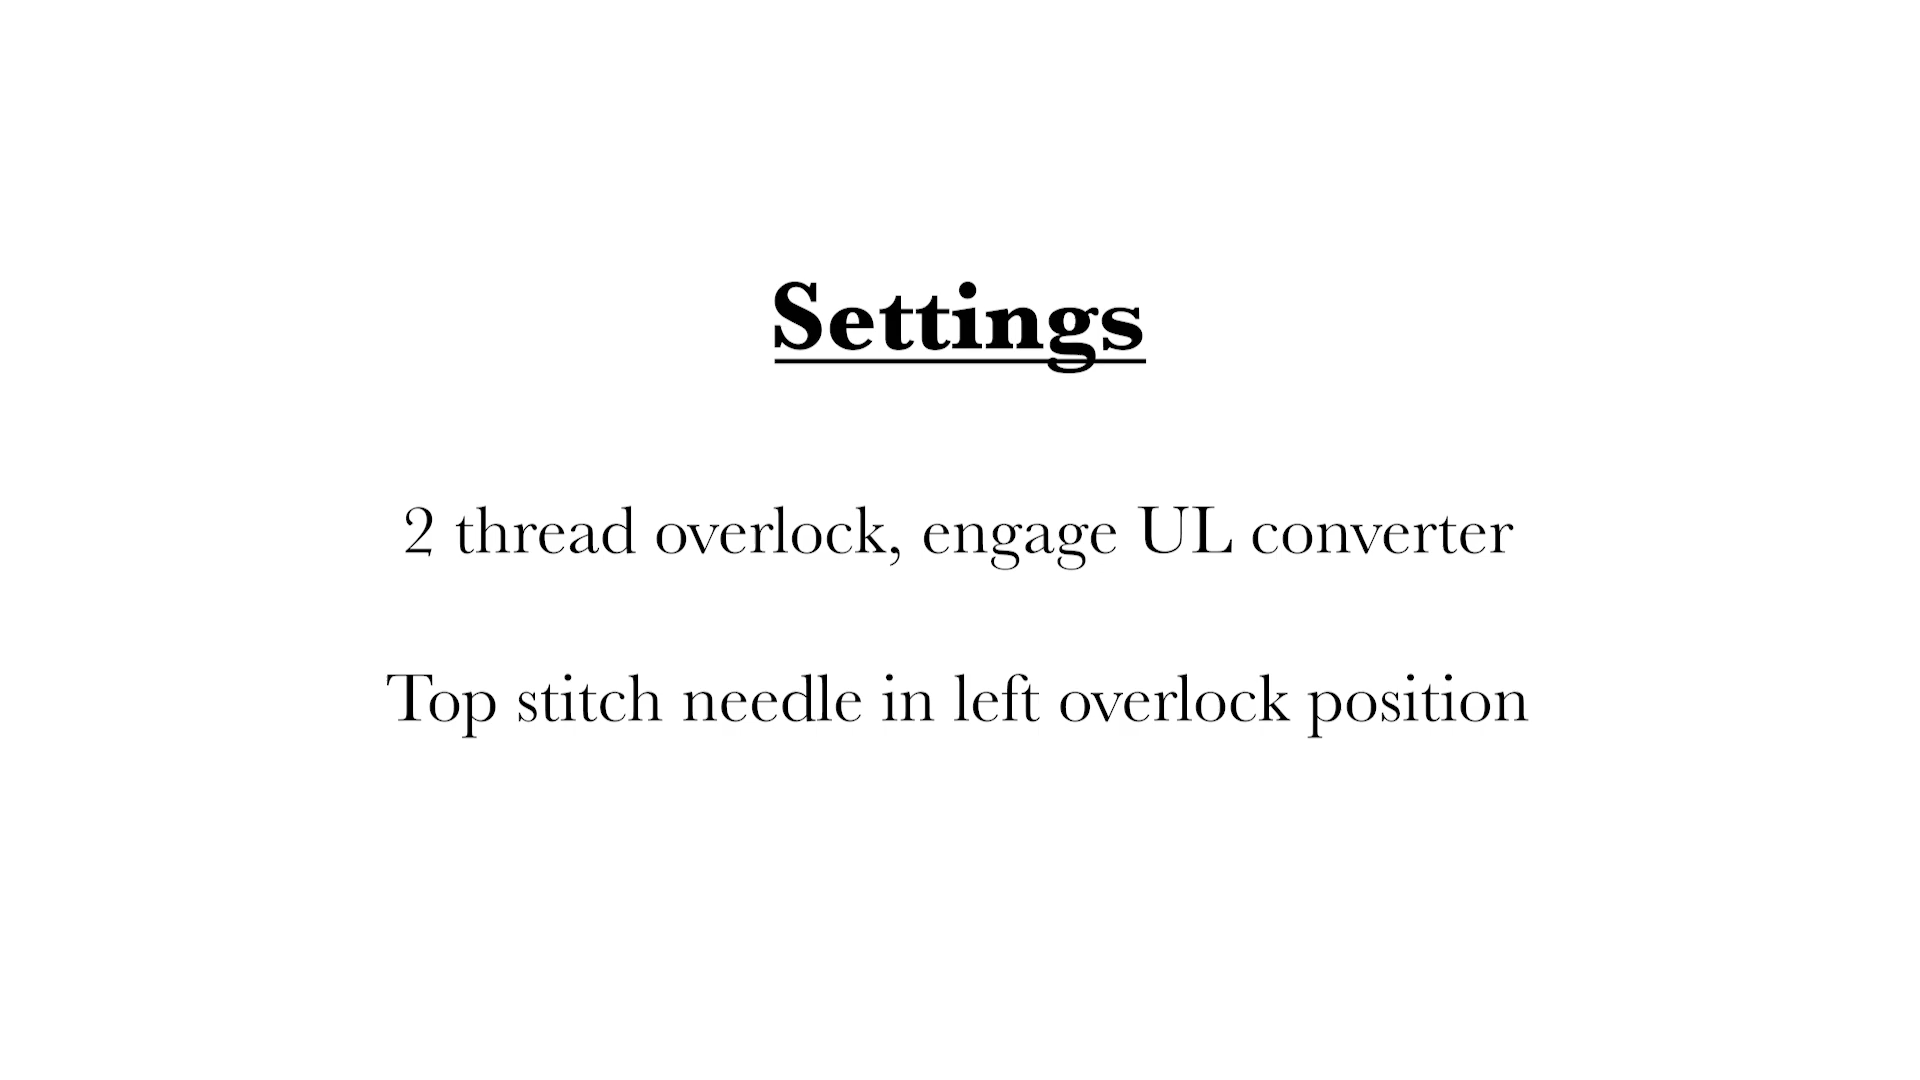 Settings
2 thread overlock, engage UL converter
Top stitch needle in left overlock position